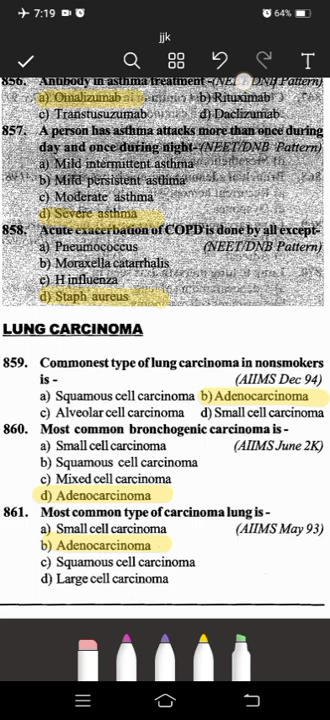 7:19
64%
jjk
T
856. Antibody in asthma treatment - (NEET/DNB Pattern)
a) Omalizumab b) Rituximab
c) Transtusuzumab d) Daclizumab
857. A person has asthma attacks more than once during
day and once during night- (NEET/DNB Pattern)
a) Mild intermittent asthma
b) Mild persistent asthma
c) Moderate asthma
d) Severe asthma
858. Acute exacerbation of COPD is done by all except-
a) Pneumococcus (NEET/DNB Pattern)
b) Moraxella catarrhalis
c) H influenza
d) Staph aureus
LUNG CARCINOMA
859. Commonest type of lung carcinoma in nonsmokers
is - (AIIMS Dec 94)
a) Squamous cell carcinoma b) Adenocarcinoma
c) Alveolar cell carcinoma d) Small cell carcinoma
860. Most common bronchogenic carcinoma is -
a) Small cell carcinoma (AIIMS June 2K)
b) Squamous cell carcinoma
c) Mixed cell carcinoma
d) Adenocarcinoma
861. Most common type of carcinoma lung is -
a) Small cell carcinoma (AIIMS May 93)
b) Adenocarcinoma
c) Squamous cell carcinoma
d) Large cell carcinoma